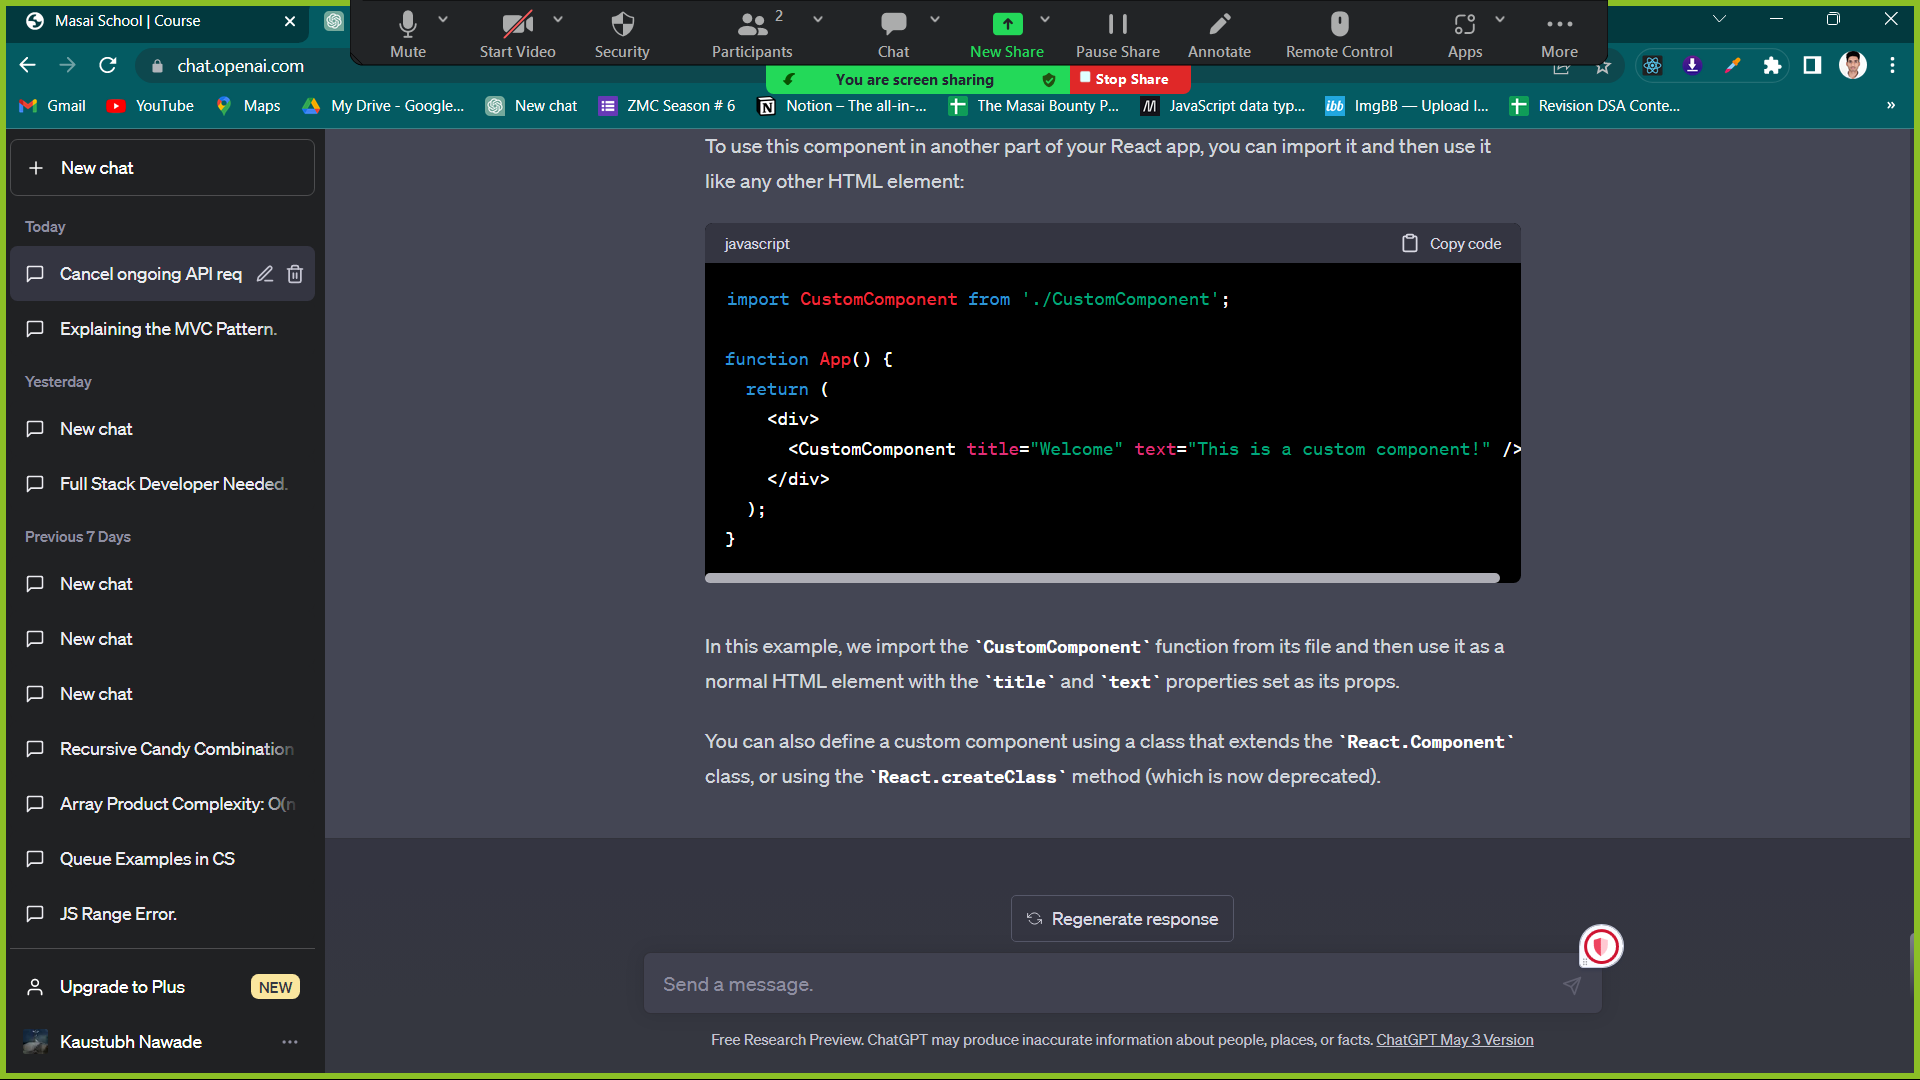 Masai School | Course
Mute
Start Video
Security
Participants
2
Chat
New Share
Pause Share
Annotate
Remote Control
Apps
More
You are screen sharing
Stop Share
chat.openai.com
Gmail
YouTube
Maps
My Drive - Google...
New chat
ZMC Season # 6
Notion – The all-in-...
The Masai Bounty P...
JavaScript data typ...
ibb
ImgBB — Upload I...
Revision DSA Conte...
»
New chat
Today
Cancel ongoing API req
Explaining the MVC Pattern.
Yesterday
New chat
Full Stack Developer Needed.
Previous 7 Days
New chat
New chat
New chat
Recursive Candy Combination
Array Product Complexity: O(n
Queue Examples in CS
JS Range Error.
Upgrade to Plus
NEW
Kaustubh Nawade
To use this component in another part of your React app, you can import it and then use it
like any other HTML element:
javascript
Copy code
import CustomComponent from './CustomComponent';
function App() {
return (
<div>
<CustomComponent title="Welcome" text="This is a custom component!" />
</div>
);
}
In this example, we import the `CustomComponent` function from its file and then use it as a
normal HTML element with the `title` and `text` properties set as its props.
You can also define a custom component using a class that extends the `React.Component`
class, or using the `React.createClass` method (which is now deprecated).
Regenerate response
Send a message.
Free Research Preview. ChatGPT may produce inaccurate information about people, places, or facts. ChatGPT May 3 Version